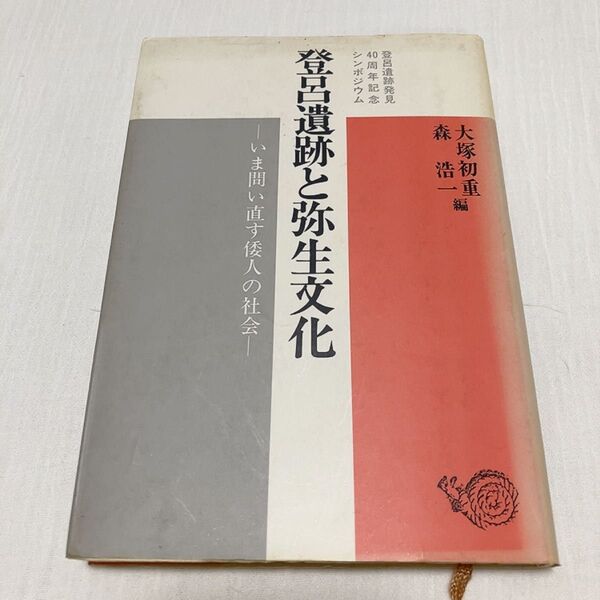 登呂遺跡発見
40周年記念
シンポジウム
登呂遺跡と弥生文化
―いま問い直す倭人の社会―
大塚初重
森浩一
編